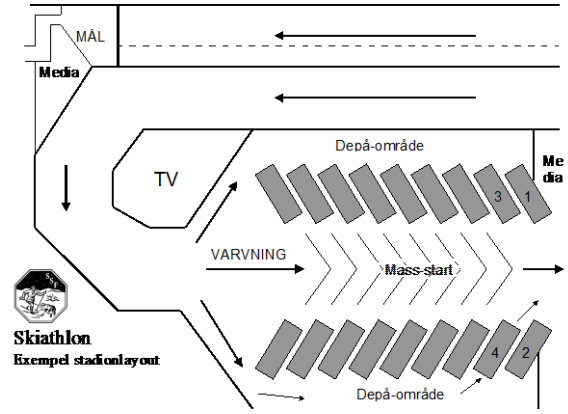 MÅL
Media
Depå-område
TV
Me
dia
3
1
VARVNING
Mass-start
Skiathlon
Exempel stadionlayout
4
2
Depå-område